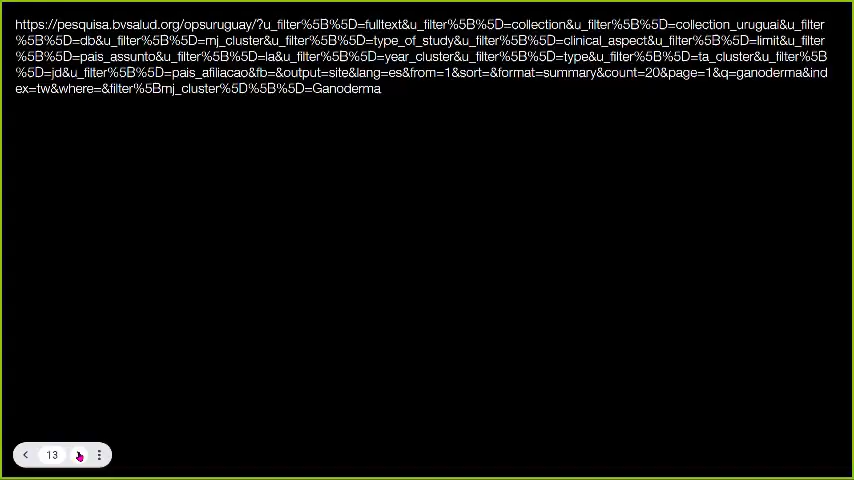 https://pesquisa.bvsalud.org/opsuruguay/?u_filter%5B%5D=fulltext&u_filter%5B%5D=collection&u_filter%5B%5D=collection_uruguai&u_filter
%5B%5D=db&u_filter%5B%5D=mj_cluster&u_filter%5B%5D=type_of_study&u_filter%5B%5D=clinical_aspect&u_filter%5B%5D=limit&u_filter
%5B%5D=pais_assunto&u_filter%5B%5D=la&u_filter%5B%5D=year_cluster&u_filter%5B%5D=type&u_filter%5B%5D=ta_cluster&u_filter%5B
%5D=jd&u_filter%5B%5D=pais_afiliacao&fb=&output=site&lang=es&from=1&sort=&format=summary&count=20&page=1&q=ganoderma&ind
ex=tw&where=&filter%5Bmj_cluster%5D%5B%5D=Ganoderma
13